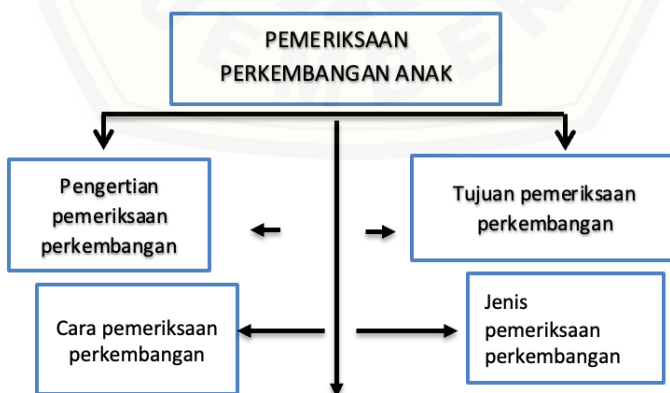 PEMERIKSAAN
PERKEMBANGAN ANAK
Pengertian
pemeriksaan
perkembangan
Tujuan pemeriksaan
perkembangan
Cara pemeriksaan
perkembangan
Jenis
pemeriksaan
perkembangan